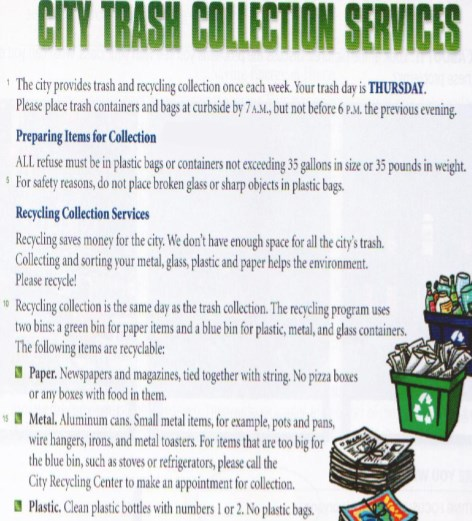 CITY TRASH COLLECTION SERVICES
1 The city provides trash and recycling collection once each week. Your trash day is THURSDAY.
Please place trash containers and bags at curbside by 7 A.M., but not before 6 P.M. the previous evening.
Preparing Items for Collection
ALL refuse must be in plastic bags or containers not exceeding 35 gallons in size or 35 pounds in weight.
5 For safety reasons, do not place broken glass or sharp objects in plastic bags.
Recycling Collection Services
Recycling saves money for the city. We don't have enough space for all the city's trash.
Collecting and sorting your metal, glass, plastic and paper helps the environment.
Please recycle!
10 Recycling collection is the same day as the trash collection. The recycling program uses
two bins: a green bin for paper items and a blue bin for plastic, metal, and glass containers.
The following items are recyclable:
Paper. Newspapers and magazines, tied together with string. No pizza boxes
or any boxes with food in them.
15 Metal. Aluminum cans. Small metal items, for example, pots and pans,
wire hangers, irons, and metal toasters. For items that are too big for
the blue bin, such as stoves or refrigerators, please call the
City Recycling Center to make an appointment for collection.
Plastic. Clean plastic bottles with numbers 1 or 2. No plastic bags.